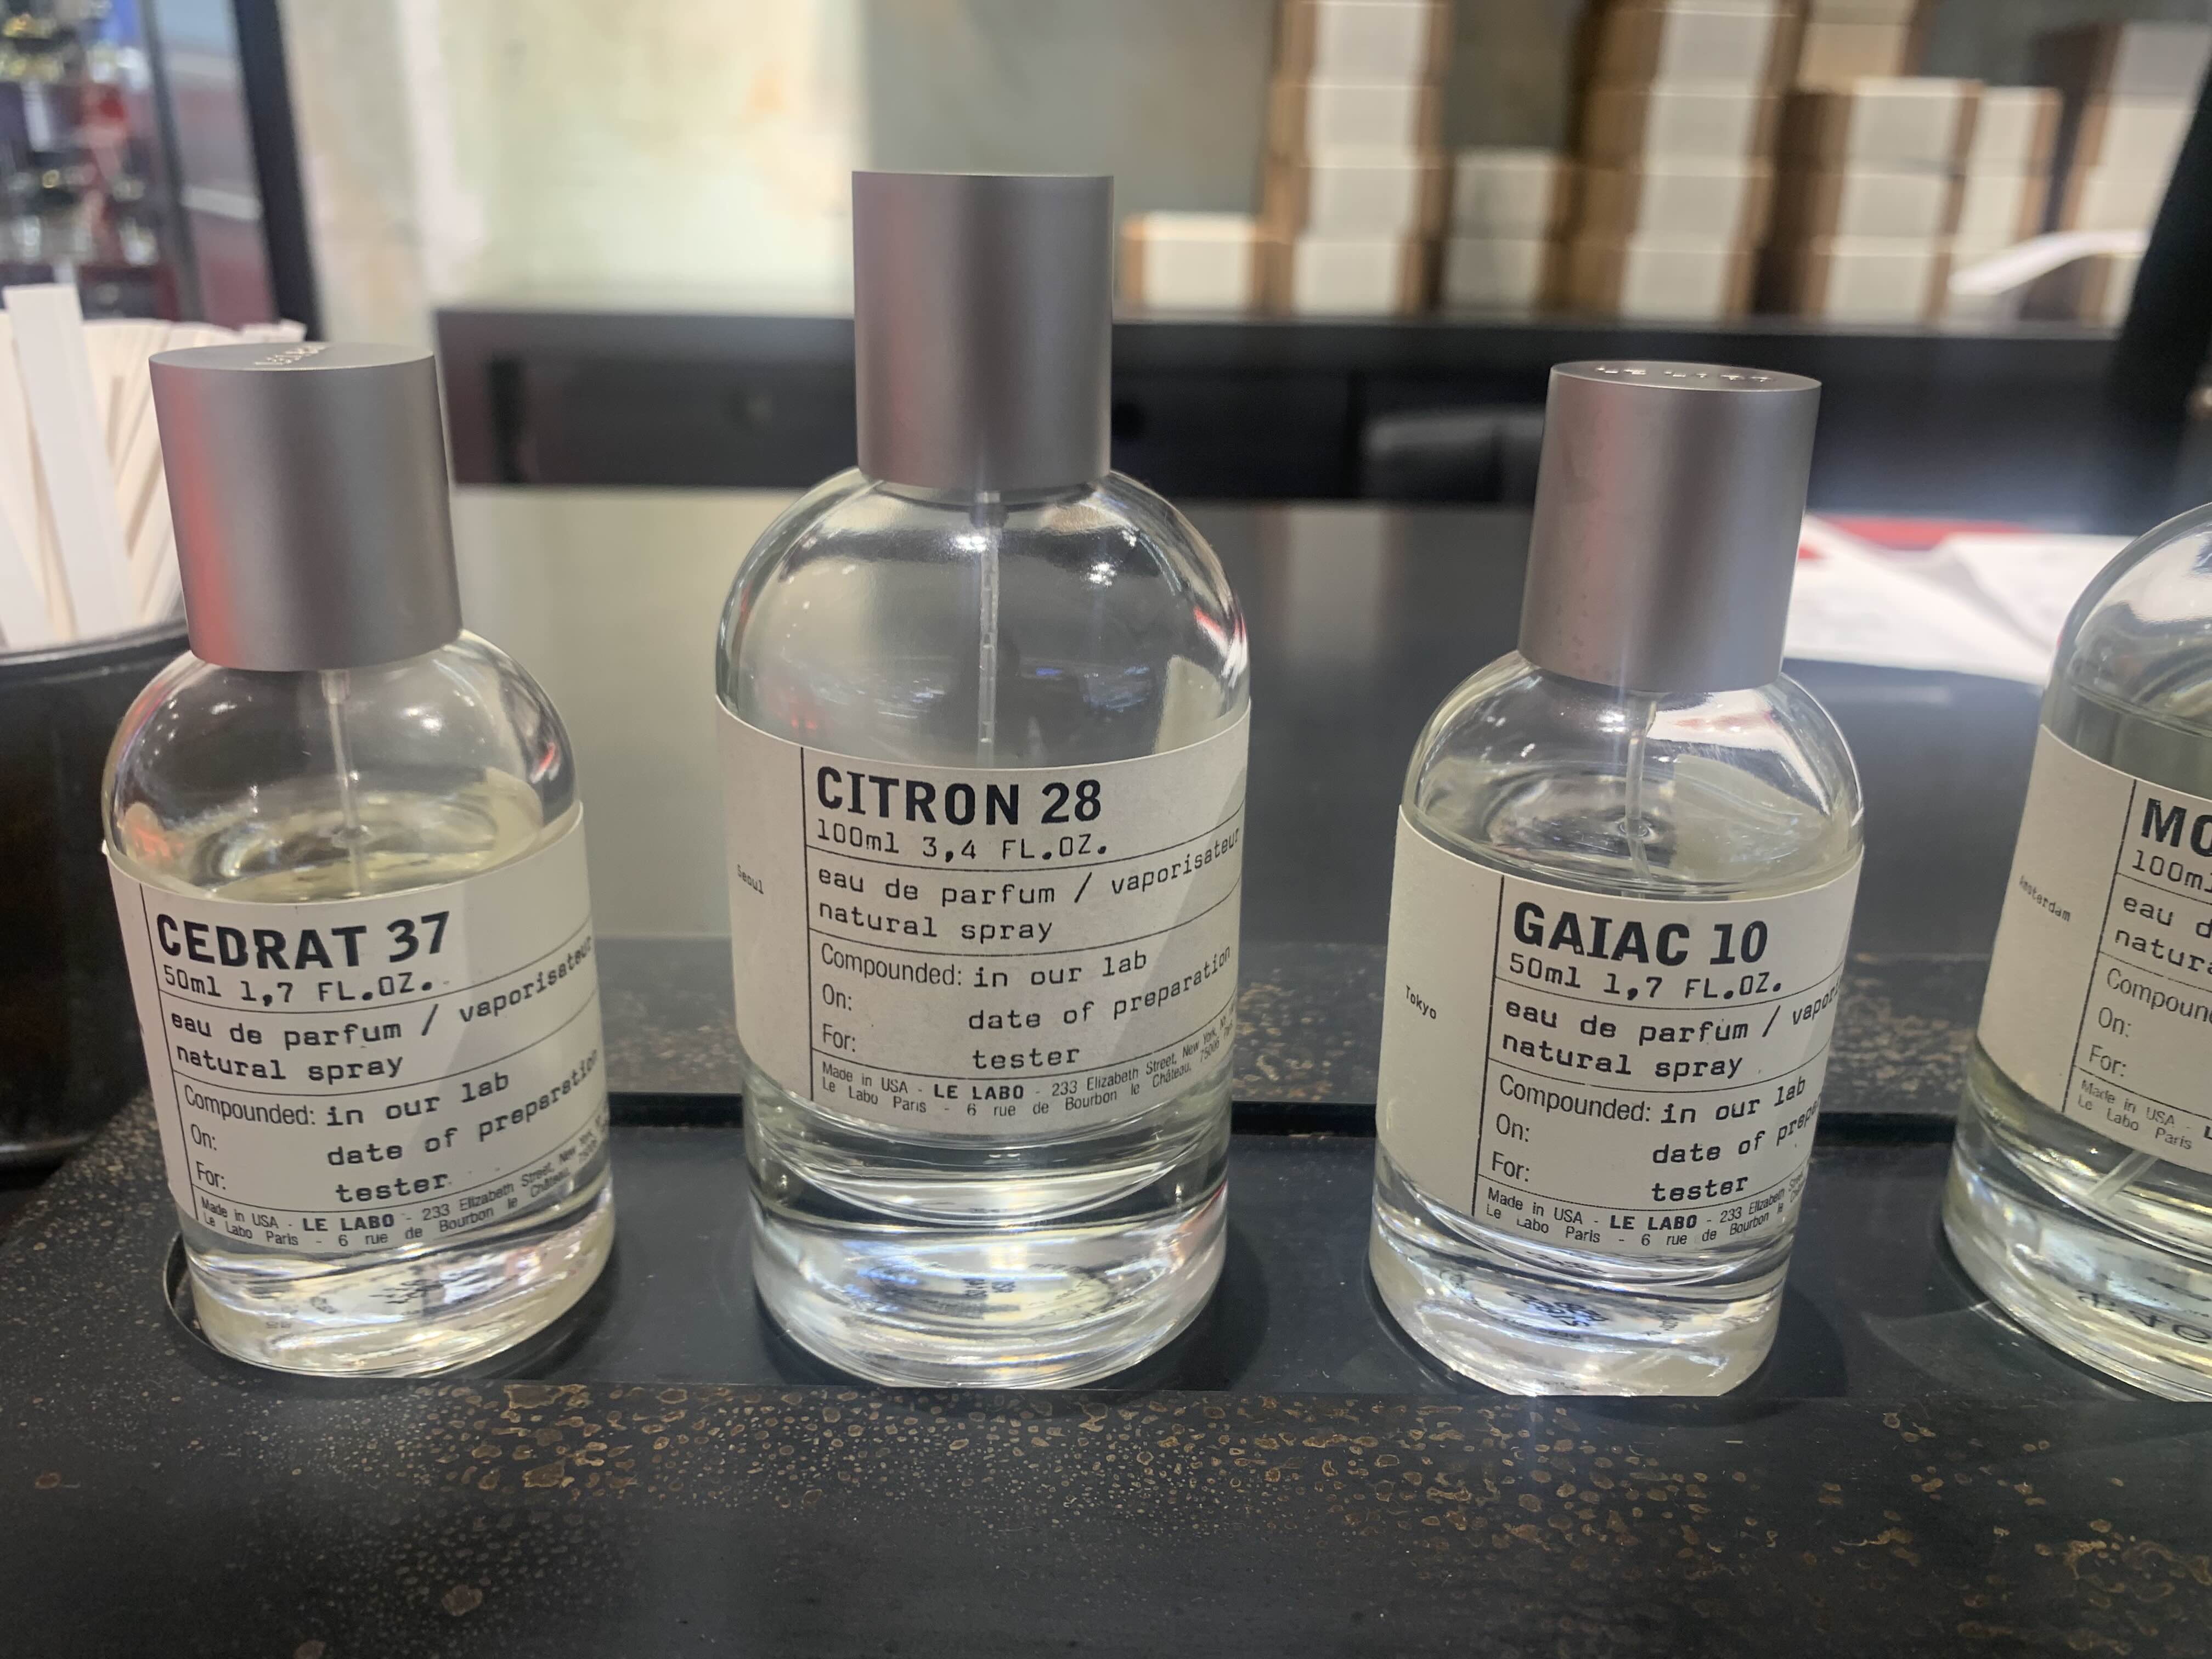 CEDRAT 37
50ml 1,7 FL.OZ.
eau de parfum / vaporisateur
natural spray
Compounded: in our lab
On: date of preparation
For: tester
Made in USA - LE LABO - 233 Elizabeth Street, New York,
Le Labo Paris - 6 rue de Bourbon le Château,
Seoul
CITRON 28
100ml 3,4 FL.OZ.
eau de parfum / vaporisateur
natural spray
Compounded: in our lab
On: date of preparation
For: tester
Made in USA - LE LABO - 233 Elizabeth Street, New York,
Le Labo Paris - 6 rue de Bourbon le Château, 75006
LE LABO
Tokyo
GAIAC 10
50ml 1,7 FL.OZ.
eau de parfum / vapori
natural spray
Compounded: in our lab
On: date of prepa
For: tester
Made in USA - LE LABO - 233 Elizabeth
Le Labo Paris - 6 rue de Bourbon le
Amsterdam
MO
100ml
eau d
natura
Compoun
On:
For:
Made in USA -
Le Labo Paris